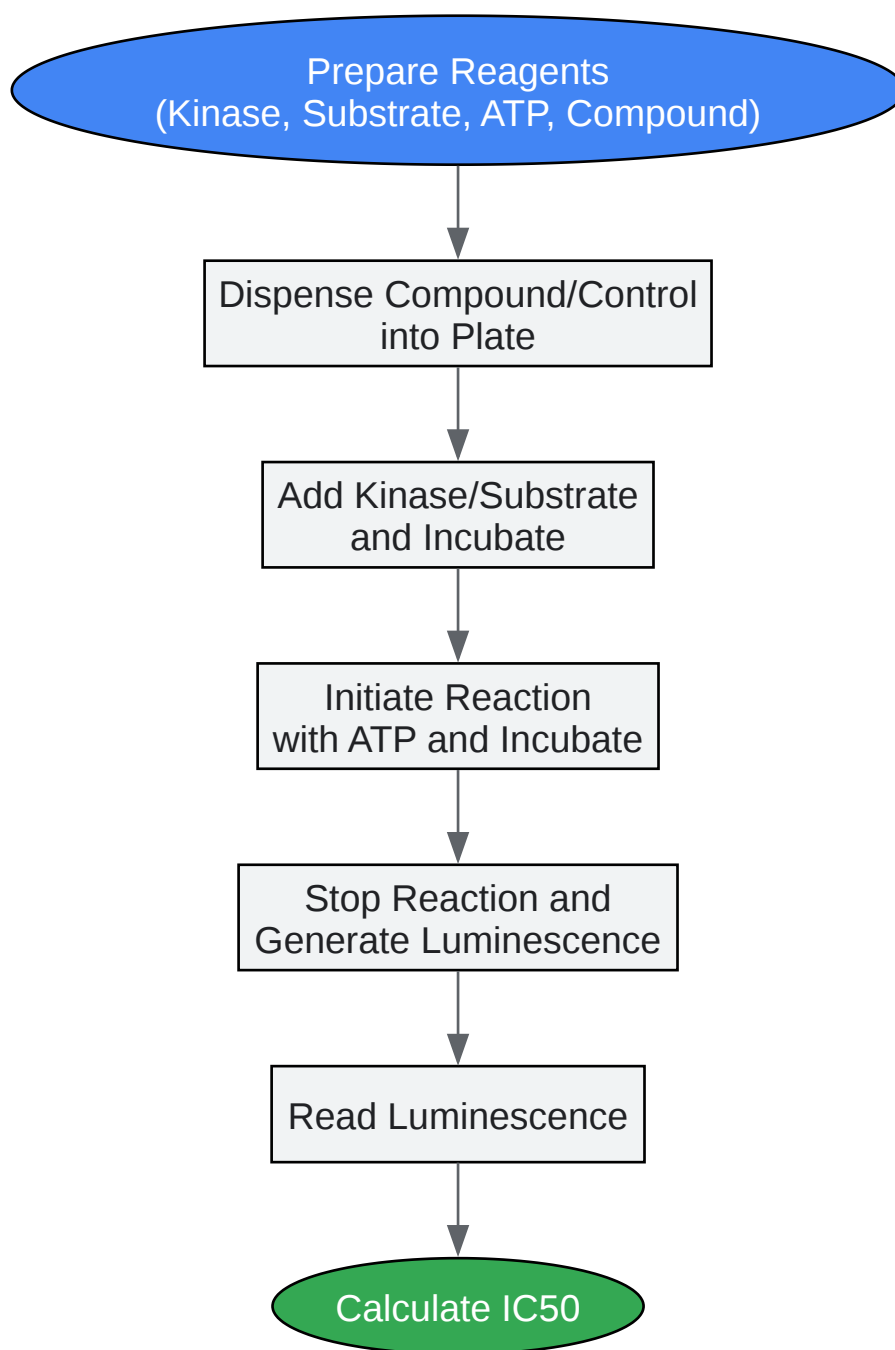 Prepare Reagents
(Kinase, Substrate, ATP, Compound)
Dispense Compound/Control
into Plate
Add Kinase/Substrate
and Incubate
Initiate Reaction
with ATP and Incubate
Stop Reaction and
Generate Luminescence
Read Luminescence
Calculate IC50